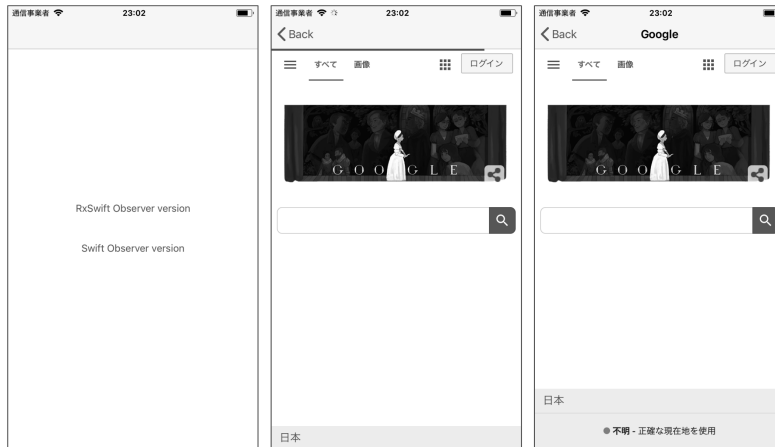 通信事業者 23:02
RxSwift Observer version
Swift Observer version
通信事業者 23:02
Back
すべて 画像 ログイン
GOOGLE
日本
通信事業者 23:02
Back Google
すべて 画像 ログイン
GOOGLE
日本
不明 - 正確な現在地を使用